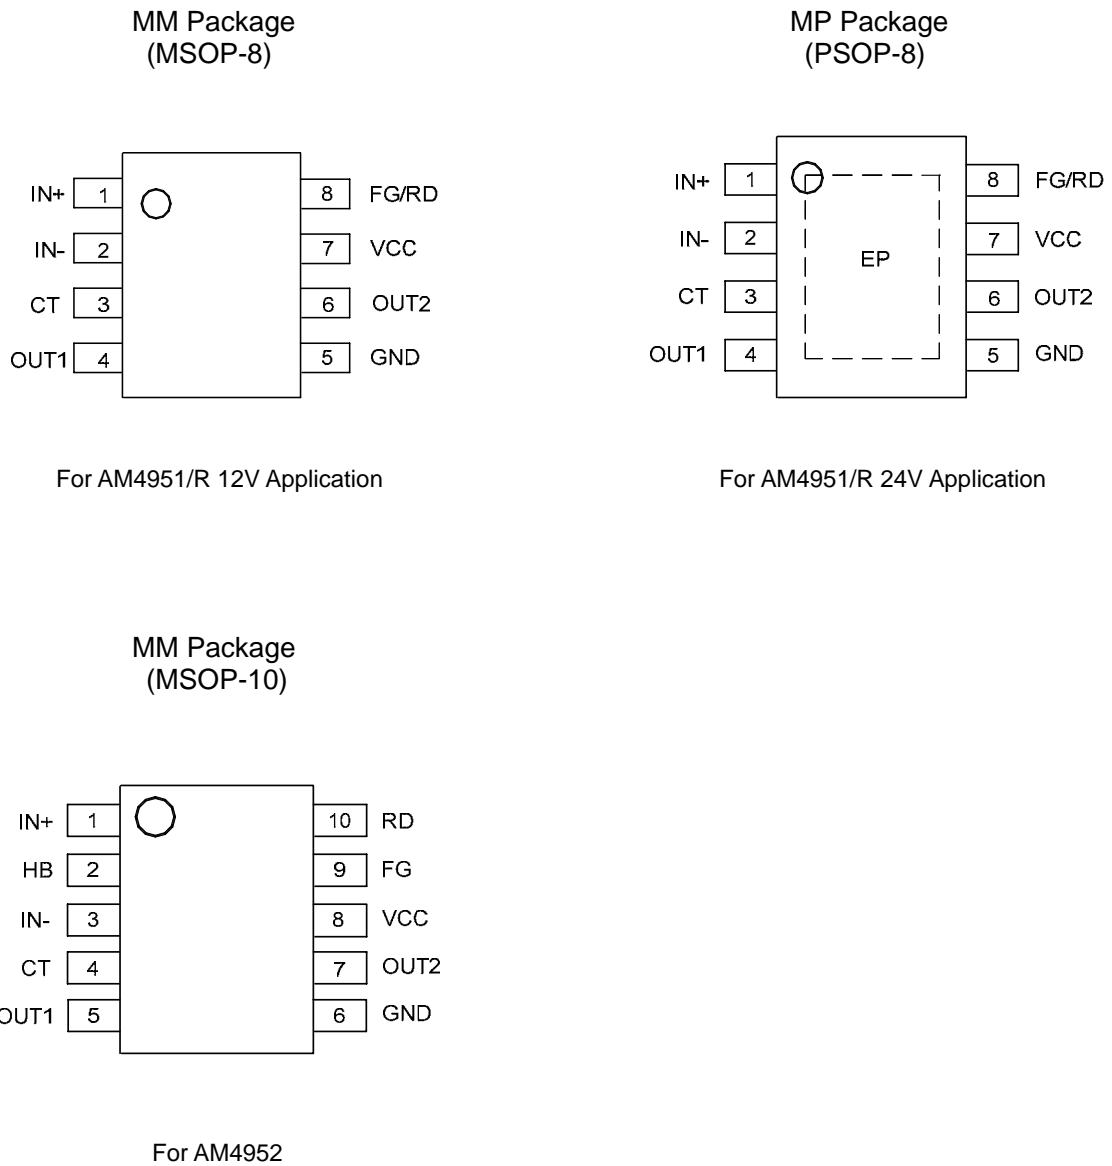 MM Package
(MSOP-8)
IN+ 1 8 FG/RD
IN- 2 7 VCC
CT 3 6 OUT2
OUT1 4 5 GND
For AM4951/R 12V Application
MP Package
(PSOP-8)
IN+ 1 8 FG/RD
IN- 2 7 VCC
EP
CT 3 6 OUT2
OUT1 4 5 GND
For AM4951/R 24V Application
MM Package
(MSOP-10)
IN+ 1 10 RD
HB 2 9 FG
IN- 3 8 VCC
CT 4 7 OUT2
OUT1 5 6 GND
For AM4952